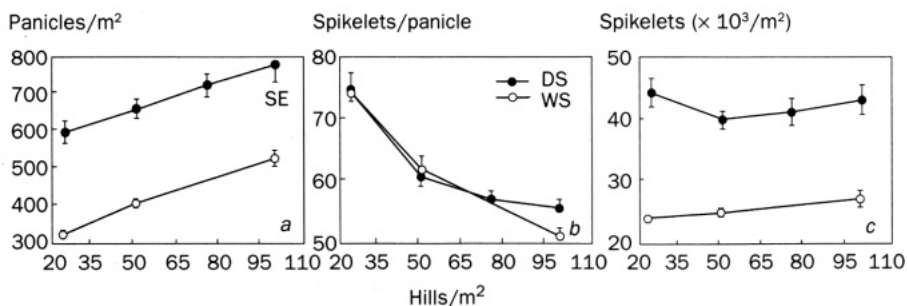 Panicles/m² Spikelets/panicle Spikelets (× 10³/m²)
800
700
600
500
400
300
SE
a
20 35 50 65 80 95 110
80
70
60
50
DS
WS
b
20 35 50 65 80 95 110
50
40
30
20
c
20 35 50 65 80 95 110
Hills/m²